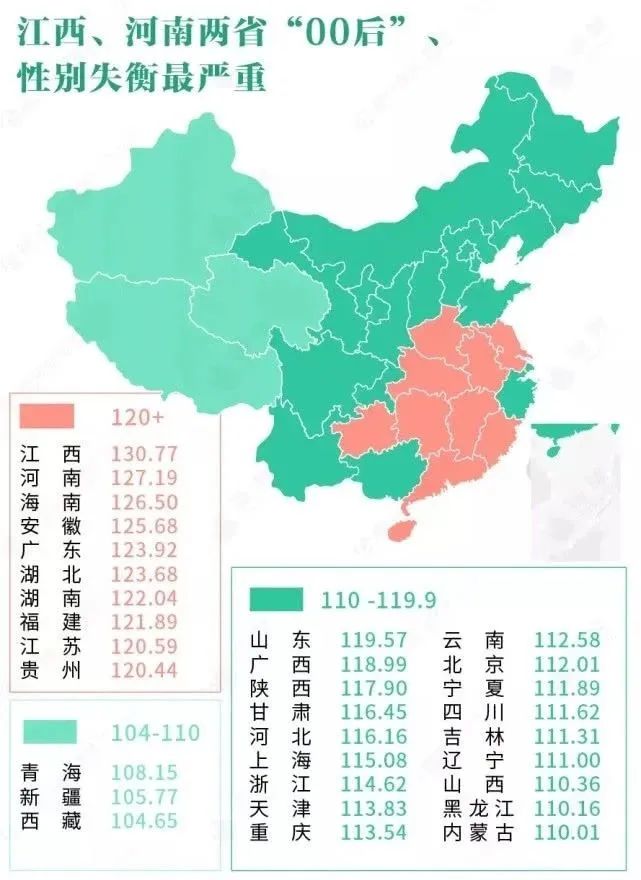 江西、河南两省“00后”、
性别失衡最严重
120+
江西 130.77
河南 127.19
海南 126.50
安徽 125.68
广东 123.92
湖北 123.68
湖南 122.04
福建 121.89
江苏 120.59
贵州 120.44
104-110
青海 108.15
新疆 105.77
西藏 104.65
110 -119.9
山东 119.57 云南 112.58
广西 118.99 北京 112.01
陕西 117.90 宁夏 111.89
甘肃 116.45 四川 111.62
河北 116.16 吉林 111.31
上海 115.08 辽宁 111.00
浙江 114.62 山西 110.36
天津 113.83 黑龙江 110.16
重庆 113.54 内蒙古 110.01